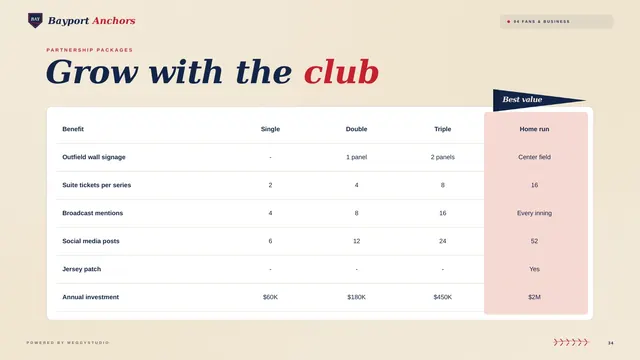 BAY
Bayport Anchors
04 FANS & BUSINESS
PARTNERSHIP PACKAGES
Grow with the club
Best value
Benefit Single Double Triple Home run
Outfield wall signage - 1 panel 2 panels Center field
Suite tickets per series 2 4 8 16
Broadcast mentions 4 8 16 Every inning
Social media posts 6 12 24 52
Jersey patch - - - Yes
Annual investment $60K $180K $450K $2M
POWERED BY WEGGYSTUDIO
34